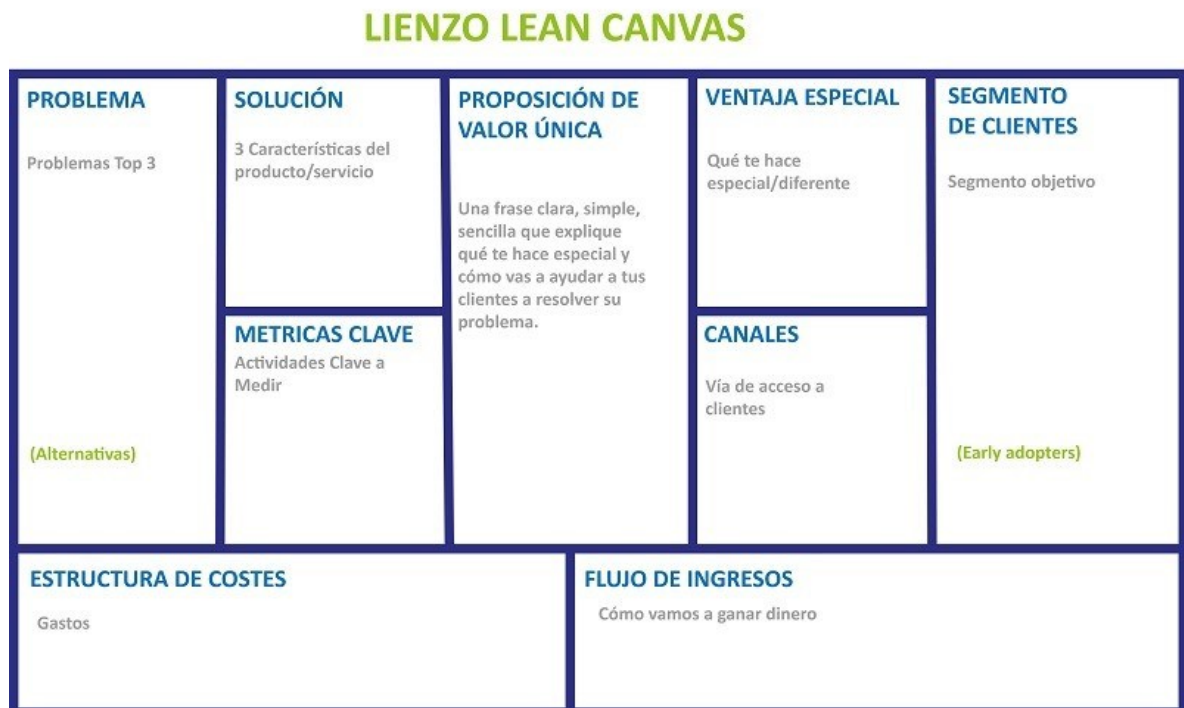 LIENZO LEAN CANVAS
PROBLEMA
Problemas Top 3
(Alternativas)
SOLUCIÓN
3 Características del
producto/servicio
METRICAS CLAVE
Actividades Clave a
Medir
PROPOSICIÓN DE
VALOR ÚNICA
Una frase clara, simple,
sencilla que explique
qué te hace especial y
cómo vas a ayudar a tus
clientes a resolver su
problema.
VENTAJA ESPECIAL
Qué te hace
especial/diferente
CANALES
Vía de acceso a
clientes
SEGMENTO
DE CLIENTES
Segmento objetivo
(Early adopters)
ESTRUCTURA DE COSTES
Gastos
FLUJO DE INGRESOS
Cómo vamos a ganar dinero